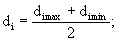 dᵢ = (dᵢₘₐₓ + dᵢₘᵢₙ) / 2;